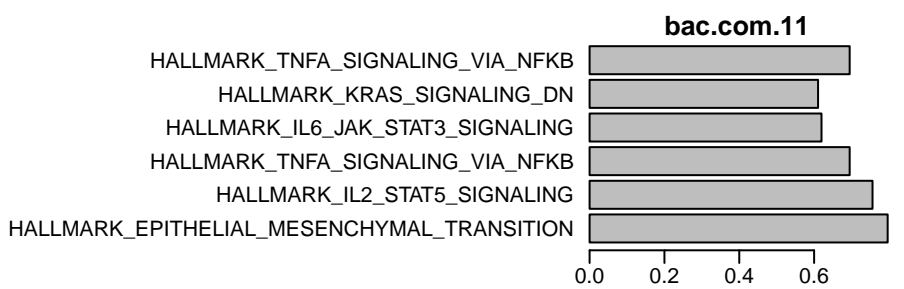 bac.com.11
HALLMARK_TNFA_SIGNALING_VIA_NFKB
HALLMARK_KRAS_SIGNALING_DN
HALLMARK_IL6_JAK_STAT3_SIGNALING
HALLMARK_TNFA_SIGNALING_VIA_NFKB
HALLMARK_IL2_STAT5_SIGNALING
HALLMARK_EPITHELIAL_MESENCHYMAL_TRANSITION
0.0 0.2 0.4 0.6